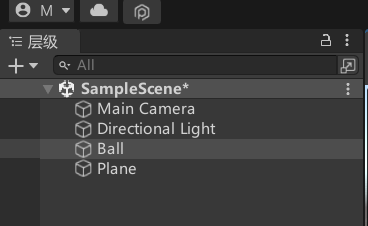 M
层级
All
SampleScene*
Main Camera
Directional Light
Ball
Plane